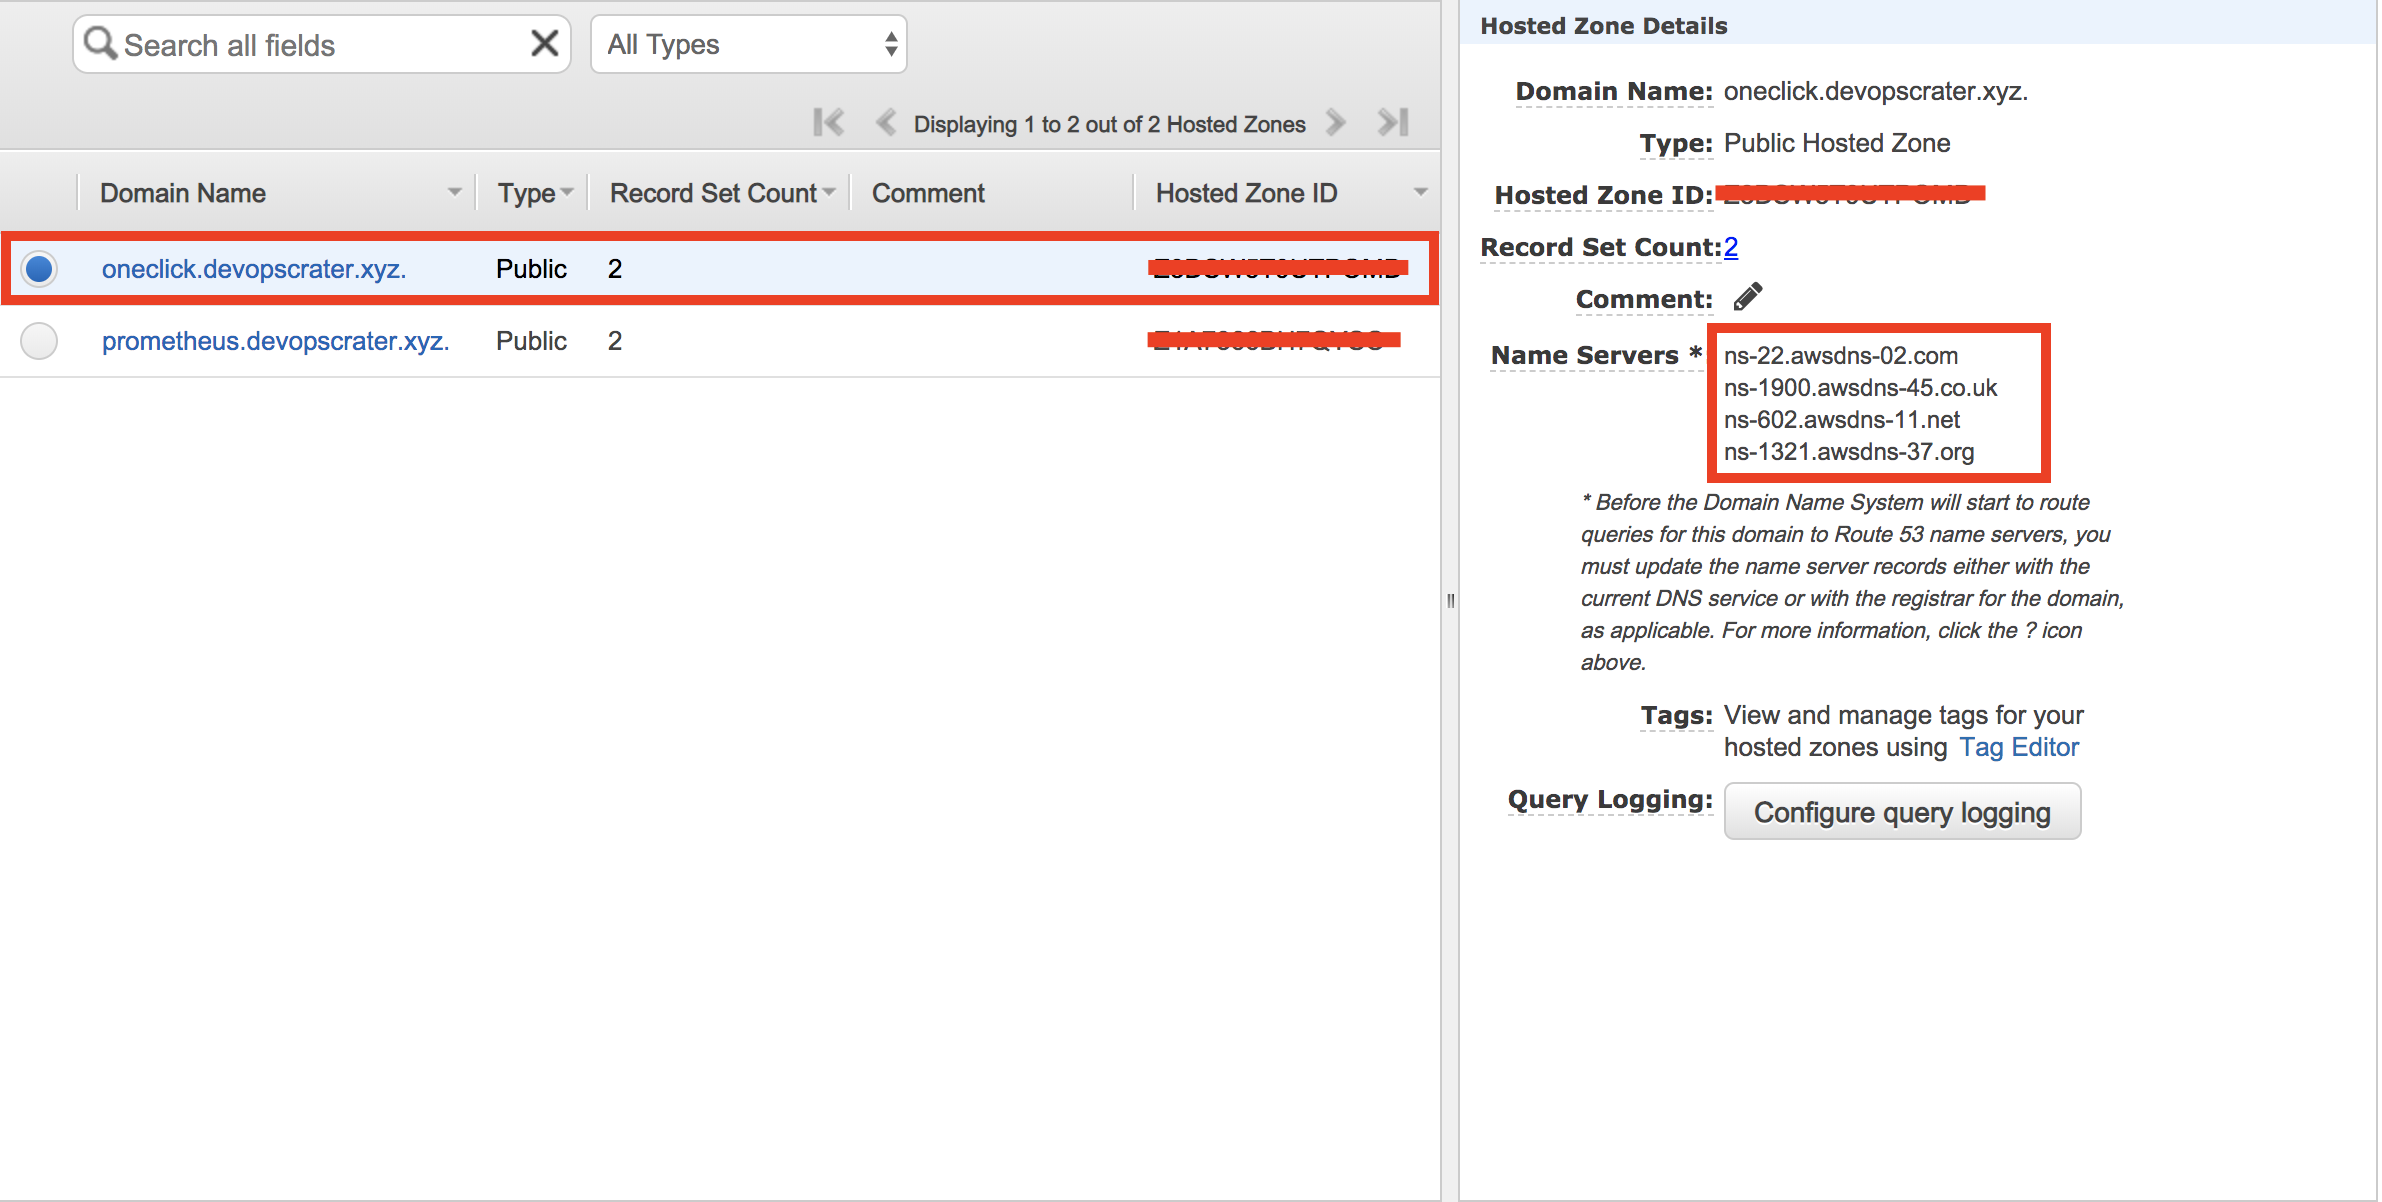 Search all fields
All Types
Displaying 1 to 2 out of 2 Hosted Zones
Domain Name Type Record Set Count Comment Hosted Zone ID
oneclick.devopscrater.xyz. Public 2
prometheus.devopscrater.xyz. Public 2
Hosted Zone Details
Domain Name: oneclick.devopscrater.xyz.
Type: Public Hosted Zone
Hosted Zone ID:
Record Set Count: 2
Comment:
Name Servers * ns-22.awsdns-02.com
ns-1900.awsdns-45.co.uk
ns-602.awsdns-11.net
ns-1321.awsdns-37.org
* Before the Domain Name System will start to route
queries for this domain to Route 53 name servers, you
must update the name server records either with the
current DNS service or with the registrar for the domain,
as applicable. For more information, click the ? icon
above.
Tags: View and manage tags for your
hosted zones using Tag Editor
Query Logging: Configure query logging